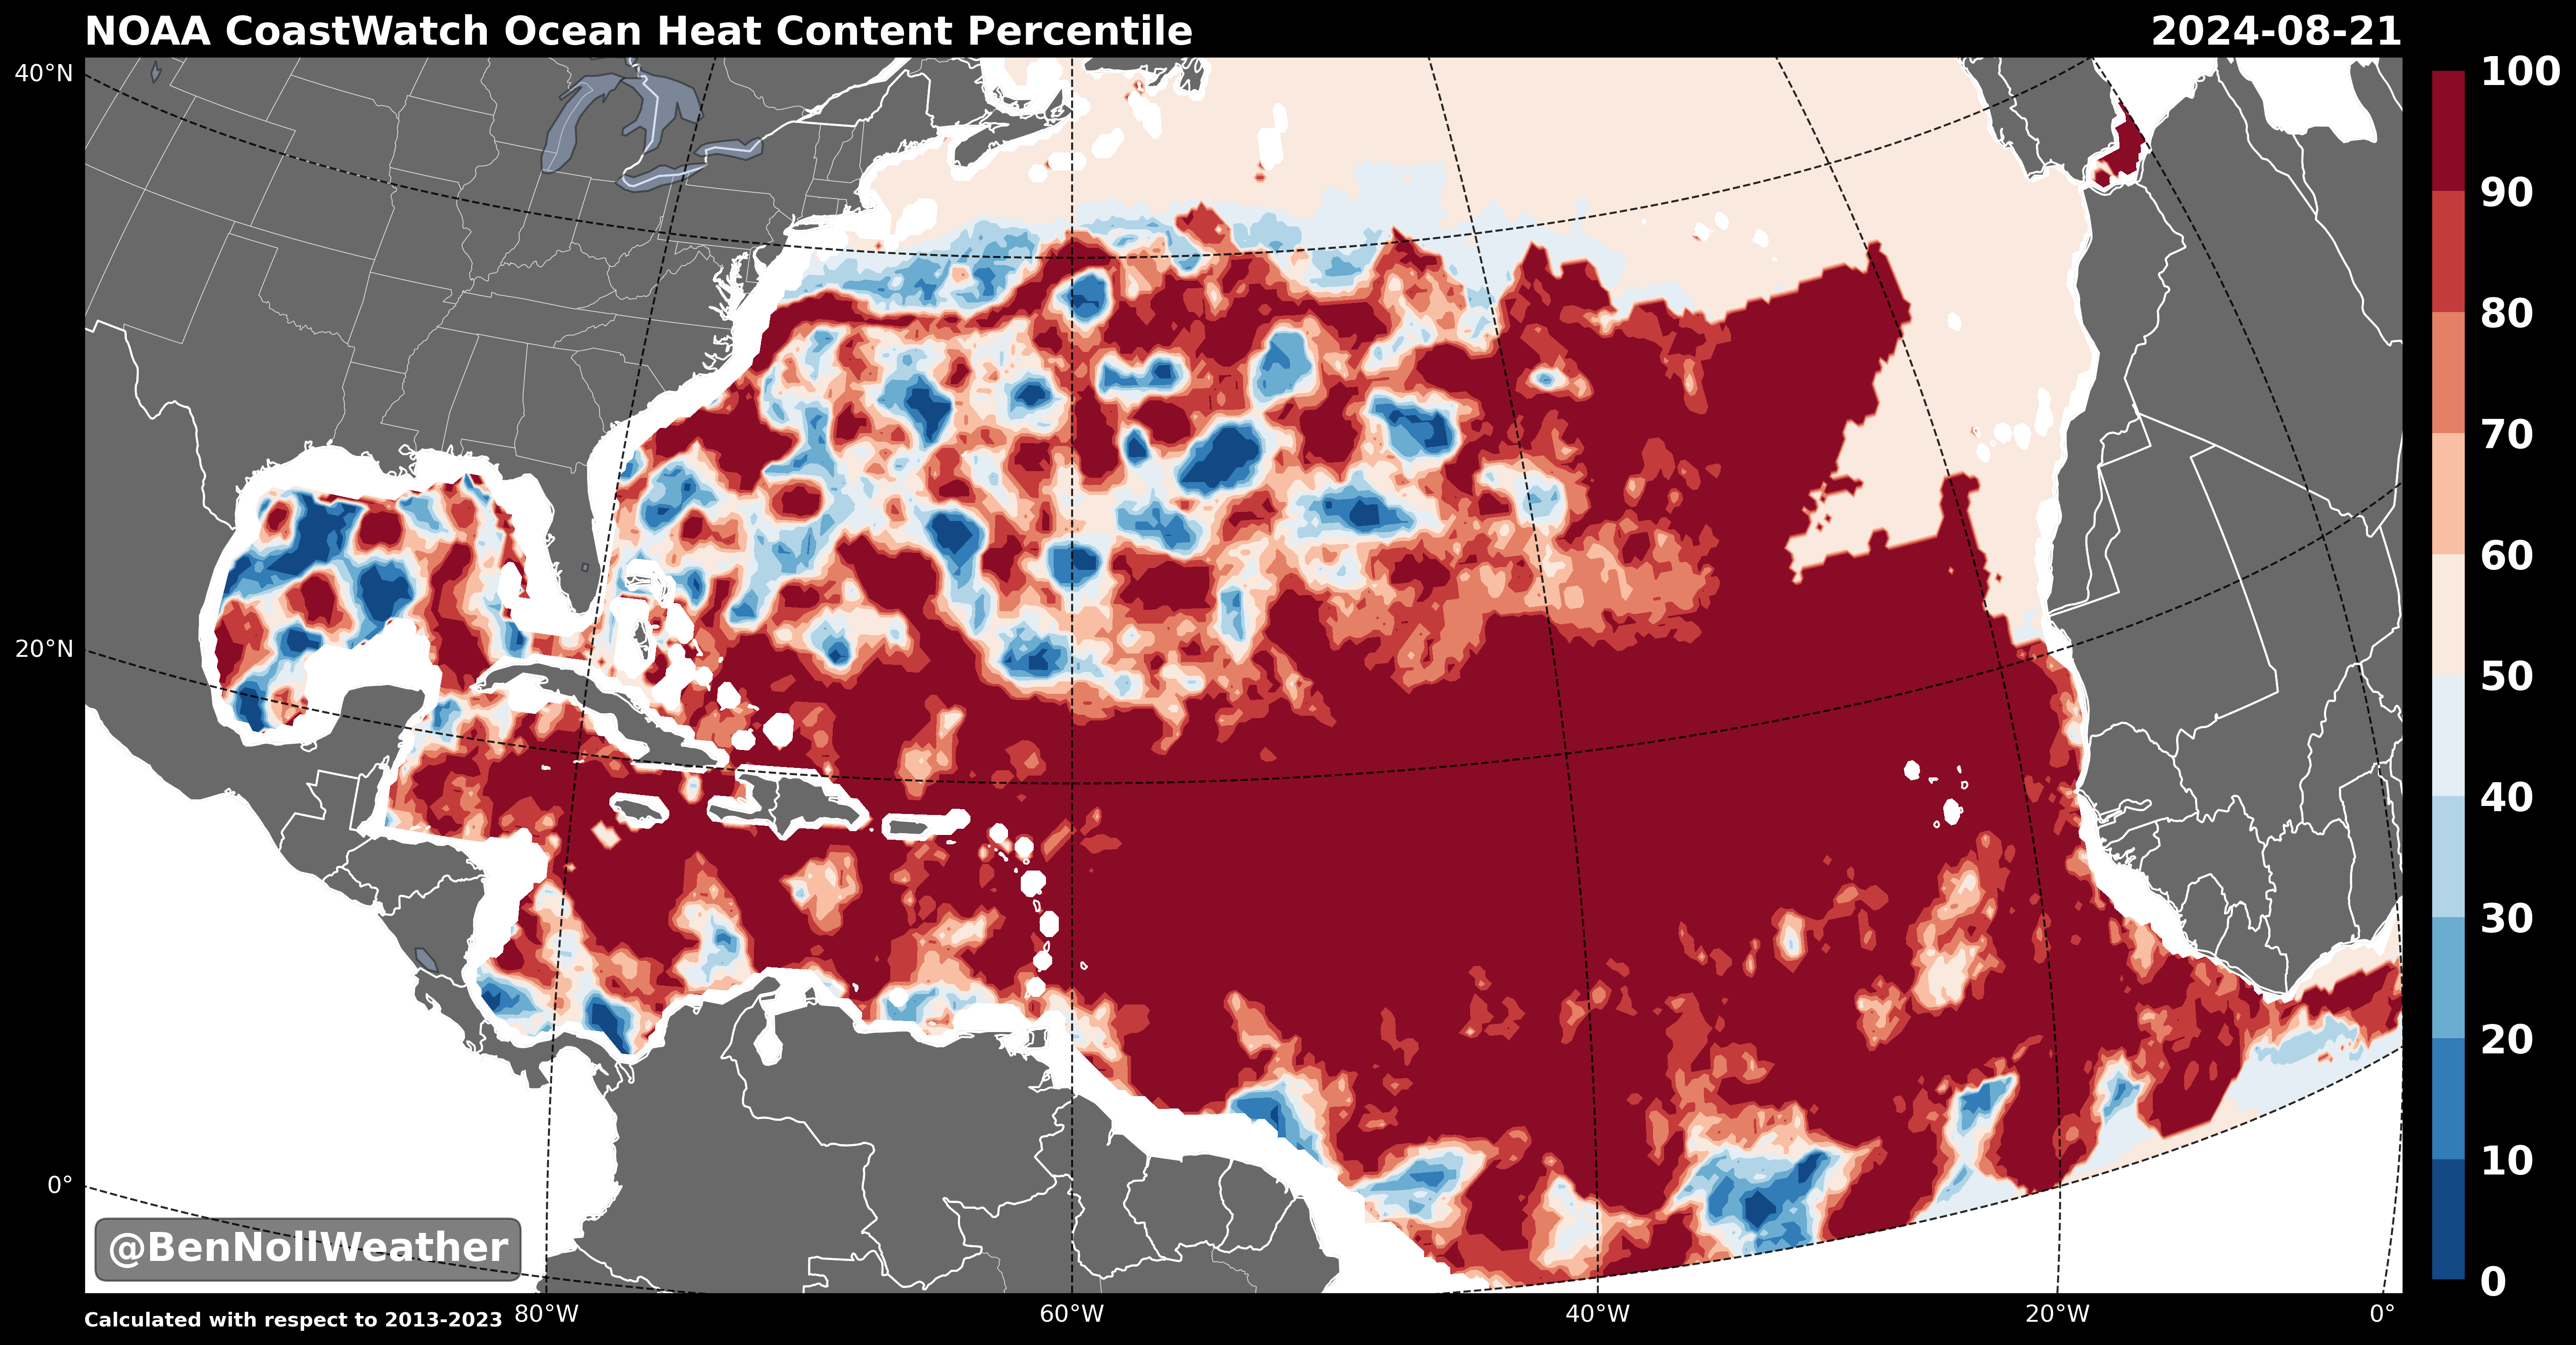 NOAA CoastWatch Ocean Heat Content Percentile 2024-08-21
40°N
20°N
0°
100
90
80
70
60
50
40
30
20
10
0
@BenNollWeather
Calculated with respect to 2013-2023 80°W 60°W 40°W 20°W 0°